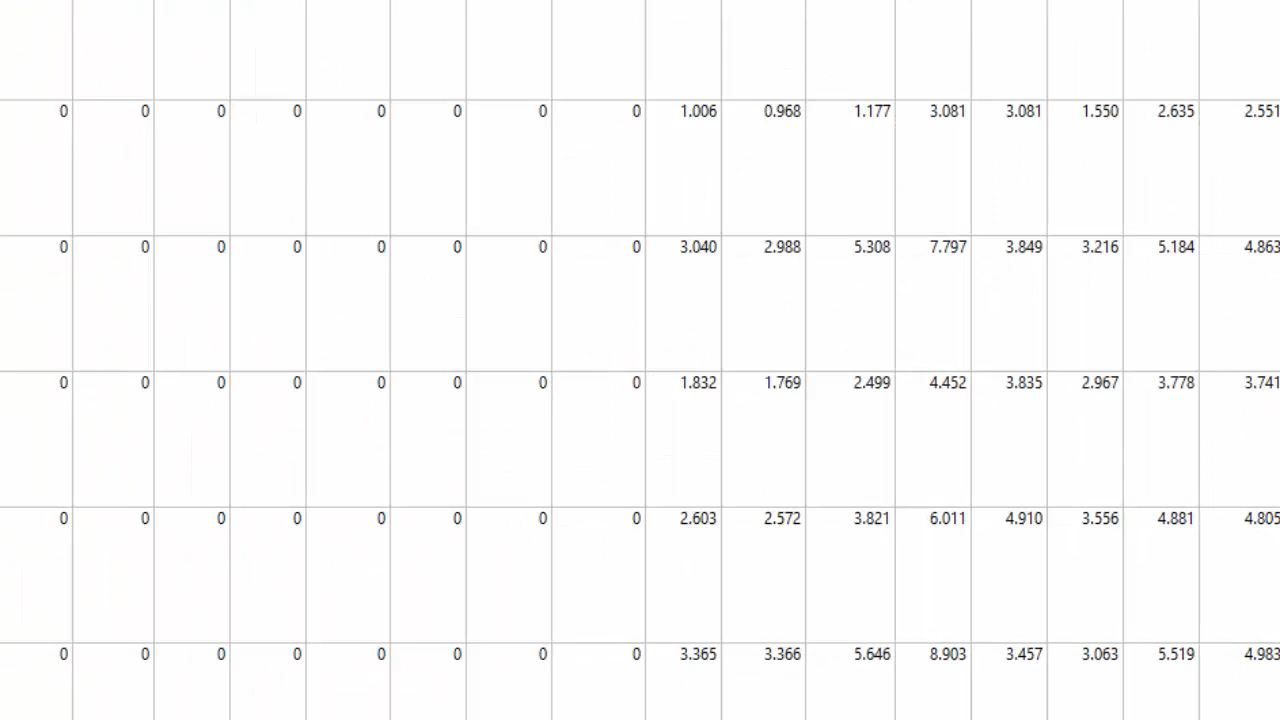 0 0 0 0 0 0 0 0 1.006 0.968 1.177 3.081 3.081 1.550 2.635 2.551
0 0 0 0 0 0 0 0 3.040 2.988 5.308 7.797 3.849 3.216 5.184 4.863
0 0 0 0 0 0 0 0 1.832 1.769 2.499 4.452 3.835 2.967 3.778 3.741
0 0 0 0 0 0 0 0 2.603 2.572 3.821 6.011 4.910 3.556 4.881 4.805
0 0 0 0 0 0 0 0 3.365 3.366 5.646 8.903 3.457 3.063 5.519 4.983